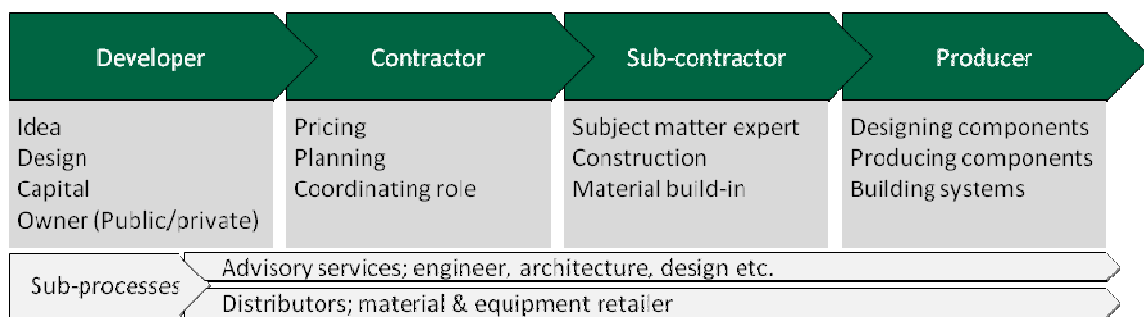 Developer
Contractor
Sub-contractor
Producer
Idea
Design
Capital
Owner (Public/private)
Pricing
Planning
Coordinating role
Subject matter expert
Construction
Material build-in
Designing components
Producing components
Building systems
Sub-processes
Advisory services; engineer, architecture, design etc.
Distributors; material & equipment retailer